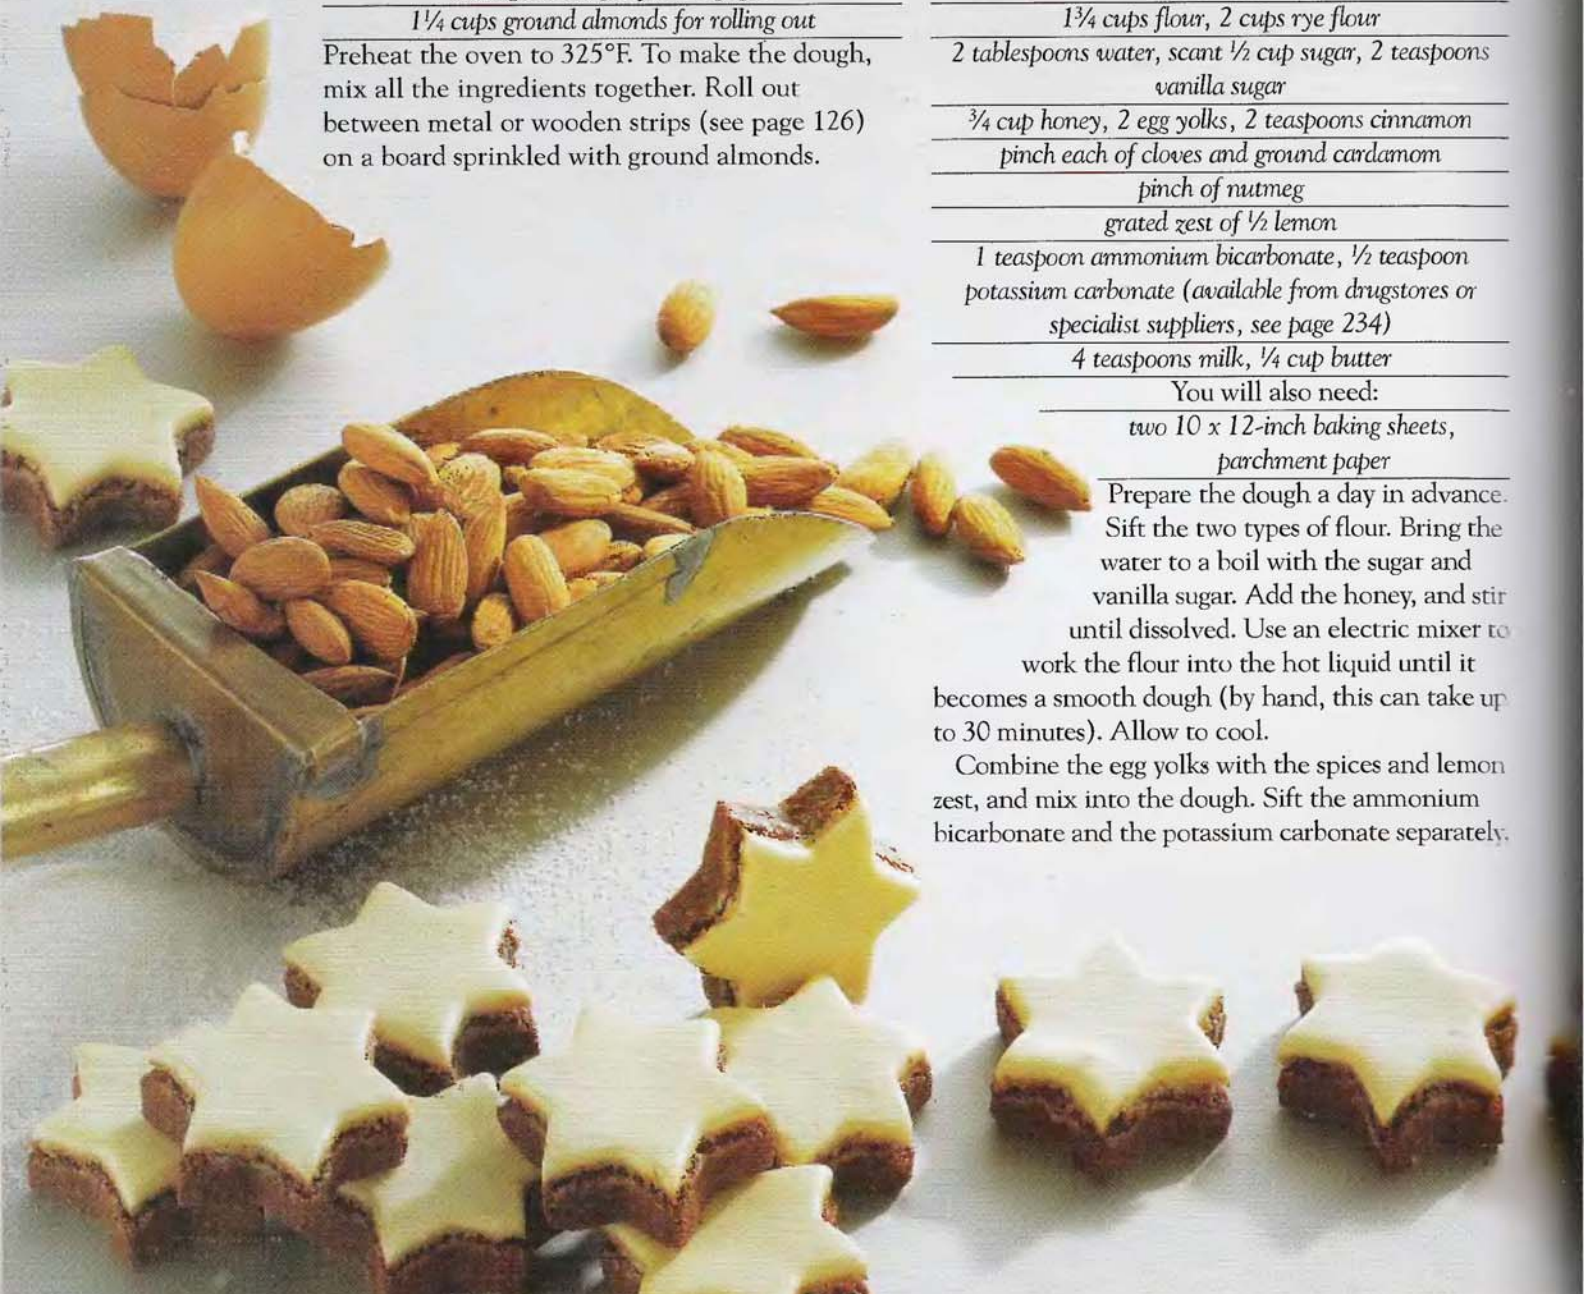 1¼ cups ground almonds for rolling out
Preheat the oven to 325°F. To make the dough,
mix all the ingredients together. Roll out
between metal or wooden strips (see page 126)
on a board sprinkled with ground almonds.
1¾ cups flour, 2 cups rye flour
2 tablespoons water, scant ½ cup sugar, 2 teaspoons
vanilla sugar
¾ cup honey, 2 egg yolks, 2 teaspoons cinnamon
pinch each of cloves and ground cardamom
pinch of nutmeg
grated zest of ½ lemon
1 teaspoon ammonium bicarbonate, ½ teaspoon
potassium carbonate (available from drugstores or
specialist suppliers, see page 234)
4 teaspoons milk, ¼ cup butter
You will also need:
two 10 x 12-inch baking sheets,
parchment paper
Prepare the dough a day in advance.
Sift the two types of flour. Bring the
water to a boil with the sugar and
vanilla sugar. Add the honey, and stir
until dissolved. Use an electric mixer to
work the flour into the hot liquid until it
becomes a smooth dough (by hand, this can take up
to 30 minutes). Allow to cool.
Combine the egg yolks with the spices and lemon
zest, and mix into the dough. Sift the ammonium
bicarbonate and the potassium carbonate separately.